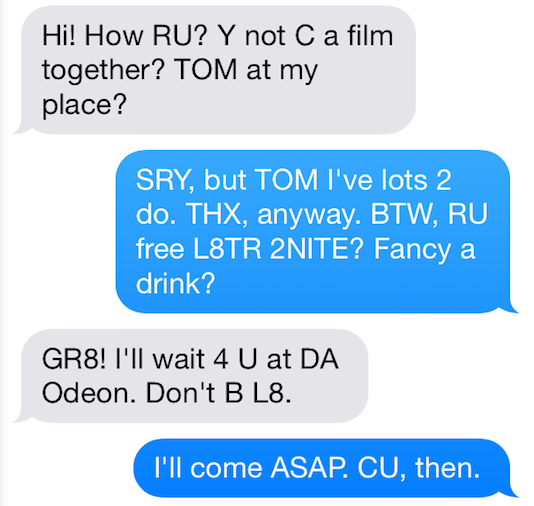 Hi! How RU? Y not C a film
together? TOM at my
place?
SRY, but TOM I've lots 2
do. THX, anyway. BTW, RU
free L8TR 2NITE? Fancy a
drink?
GR8! I'll wait 4 U at DA
Odeon. Don't B L8.
I'll come ASAP. CU, then.